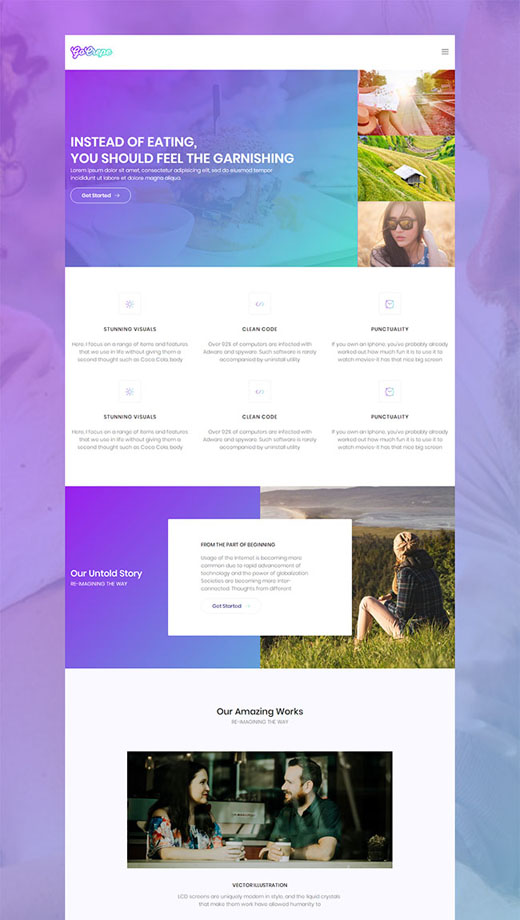 GoCrepe
INSTEAD OF EATING,
YOU SHOULD FEEL THE GARNISHING
Lorem ipsum dolor sit amet, consectetur adipiscing elit, sed do eiusmod tempor
incididunt ut labore et dolore magna aliqua.
Get Started
STUNNING VISUALS
Here, I focus on a range of items and features
that we use in life without giving them a
second thought such as Coca Cola body
CLEAN CODE
Over 92% of computers are infected with
Adware and spyware. Such software is rarely
accompanied by uninstall utility
PUNCTUALITY
If you own an Iphone, you've probably already
worked out how much fun it is to use it to
watch movies-it has that nice big screen
STUNNING VISUALS
Here, I focus on a range of items and features
that we use in life without giving them a
second thought such as Coca Cola body
CLEAN CODE
Over 92% of computers are infected with
Adware and spyware. Such software is rarely
accompanied by uninstall utility
PUNCTUALITY
If you own an Iphone, you've probably already
worked out how much fun it is to use it to
watch movies-it has that nice big screen
Our Untold Story
RE-IMAGINING THE WAY
FROM THE PART OF BEGINNING
Usage of the Internet is becoming more
common due to rapid advancement of
technology and the power of globalization.
Societies are becoming more inter-
connected. Thoughts from different
Get Started
Our Amazing Works
RE-IMAGINING THE WAY
VECTOR ILLUSTRATION
LCD screens are uniquely modern in style, and the liquid crystals
that make them work have allowed humanity to